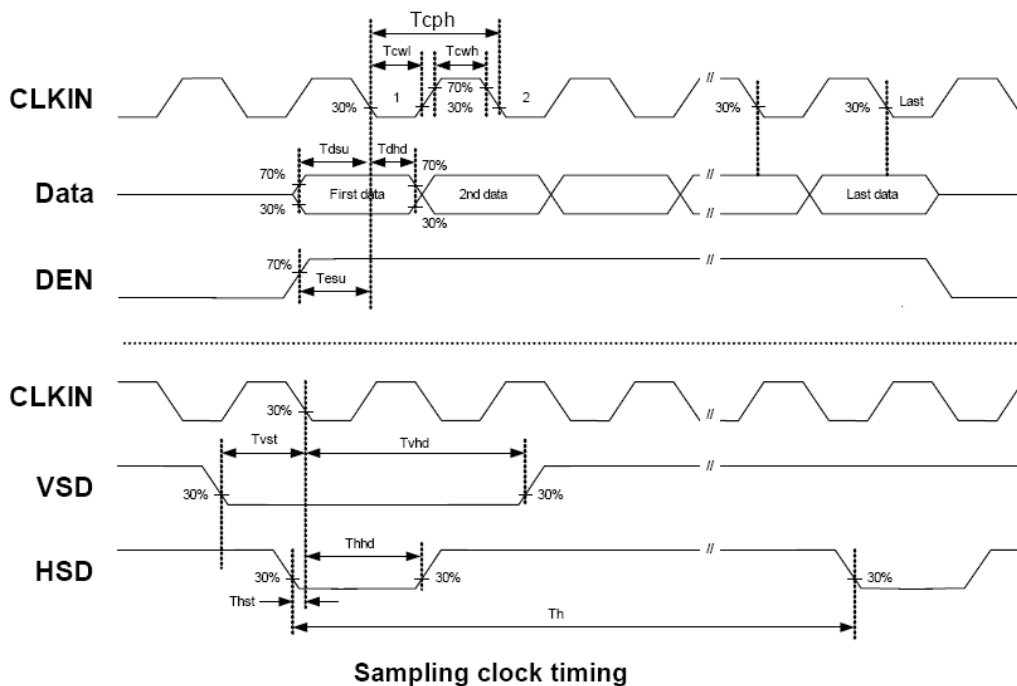 Tcph
Tcwl Tcwh
CLKIN 30% 1 70% 30% 2 // 30% 30% Last
Tdsu Tdhd
Data 70% 30% First data 70% 30% 2nd data // // Last data
DEN 70% Tesu //
CLKIN 30% //
Tvst Tvhd
VSD 30% 30% //
Thhd
HSD 30% 30% // 30%
Thst
Th
Sampling clock timing